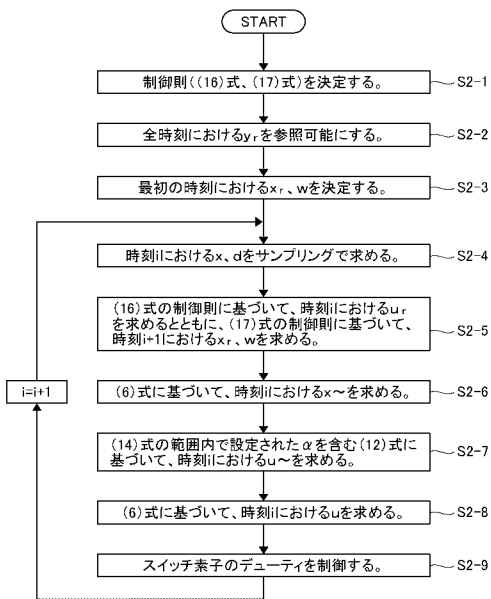 START
制御則((16)式、(17)式)を決定する。
S2-1
全時刻におけるyrを参照可能にする。
S2-2
最初の時刻におけるxr、wを決定する。
S2-3
時刻iにおけるx、dをサンプリングで求める。
S2-4
(16)式の制御則に基づいて、時刻iにおけるur
を求めるとともに、(17)式の制御則に基づいて、
時刻i+1におけるxr、wを求める。
S2-5
i=i+1
(6)式に基づいて、時刻iにおけるx~を求める。
S2-6
(14)式の範囲内で設定されたαを含む(12)式に
基づいて、時刻iにおけるu~を求める。
S2-7
(6)式に基づいて、時刻iにおけるuを求める。
S2-8
スイッチ素子のデューティを制御する。
S2-9